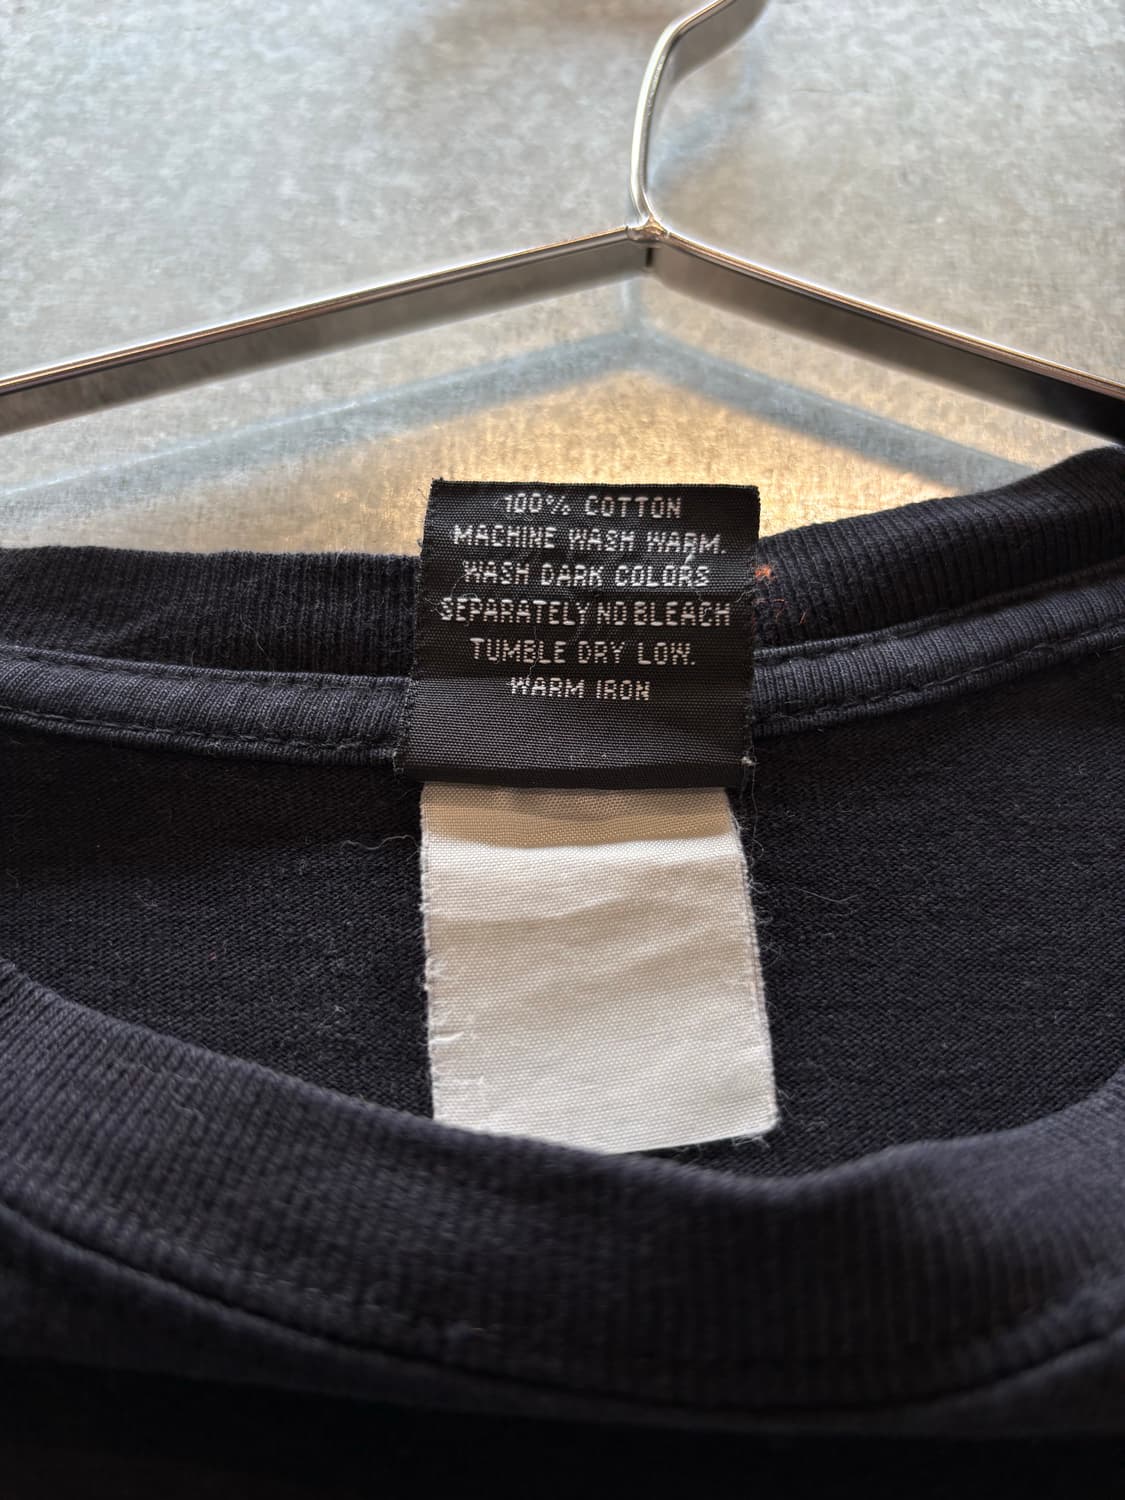 100% COTTON
MACHINE WASH WARM.
WASH DARK COLORS
SEPARATELY NO BLEACH
TUMBLE DRY LOW.
WARM IRON